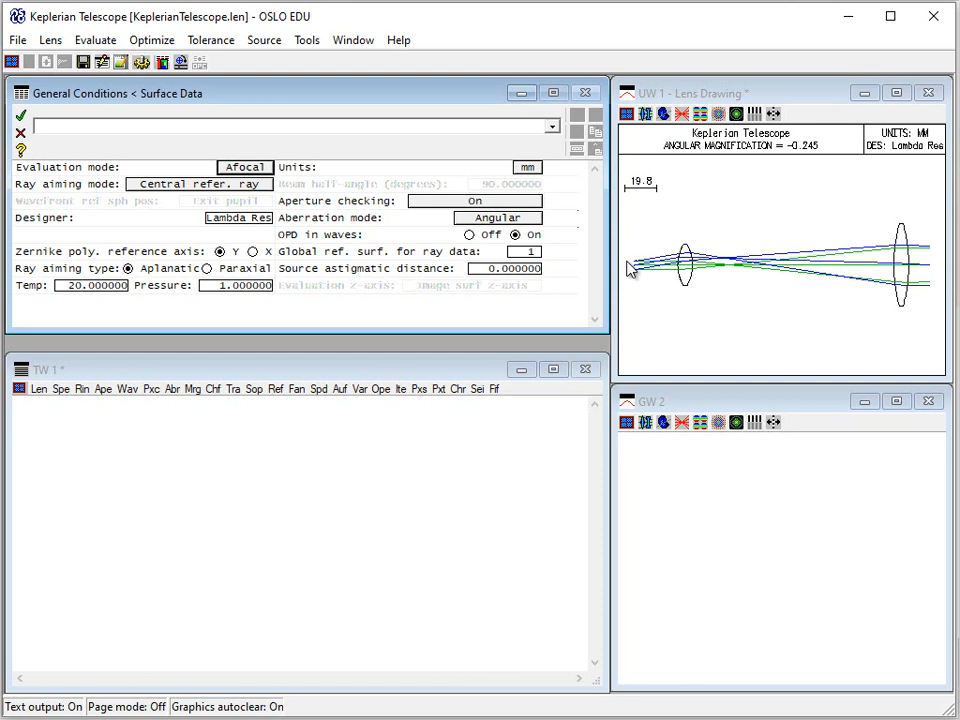 Keplerian Telescope [KeplerianTelescope.len] - OSLO EDU
File Lens Evaluate Optimize Tolerance Source Tools Window Help
General Conditions < Surface Data
Evaluation mode: Afocal Units: mm
Ray aiming mode: Central refer. ray Beam half-angle (degrees): 90.000000
Wavefront ref sph pos: Exit pupil Aperture checking: On
Designer: Lambda Res Aberration mode: Angular
OPD in waves: Off On
Zernike poly. reference axis: Y X Global ref. surf. for ray data: 1
Ray aiming type: Aplanatic Paraxial Source astigmatic distance: 0.000000
Temp: 20.000000 Pressure: 1.000000 Evaluation z-axis: Image surf z-axis
UW 1 - Lens Drawing *
Keplerian Telescope
ANGULAR MAGNIFICATION = -0.245
UNITS: MM
DES: Lambda Res
19.8
TW 1 *
Len Spe Rin Ape Wav Pxc Abr Mrg Chf Tra Sop Ref Fan Spd Auf Var Ope Ite Pxs Pxt Chr Sei Fif
GW 2
Text output: On Page mode: Off Graphics autoclear: On